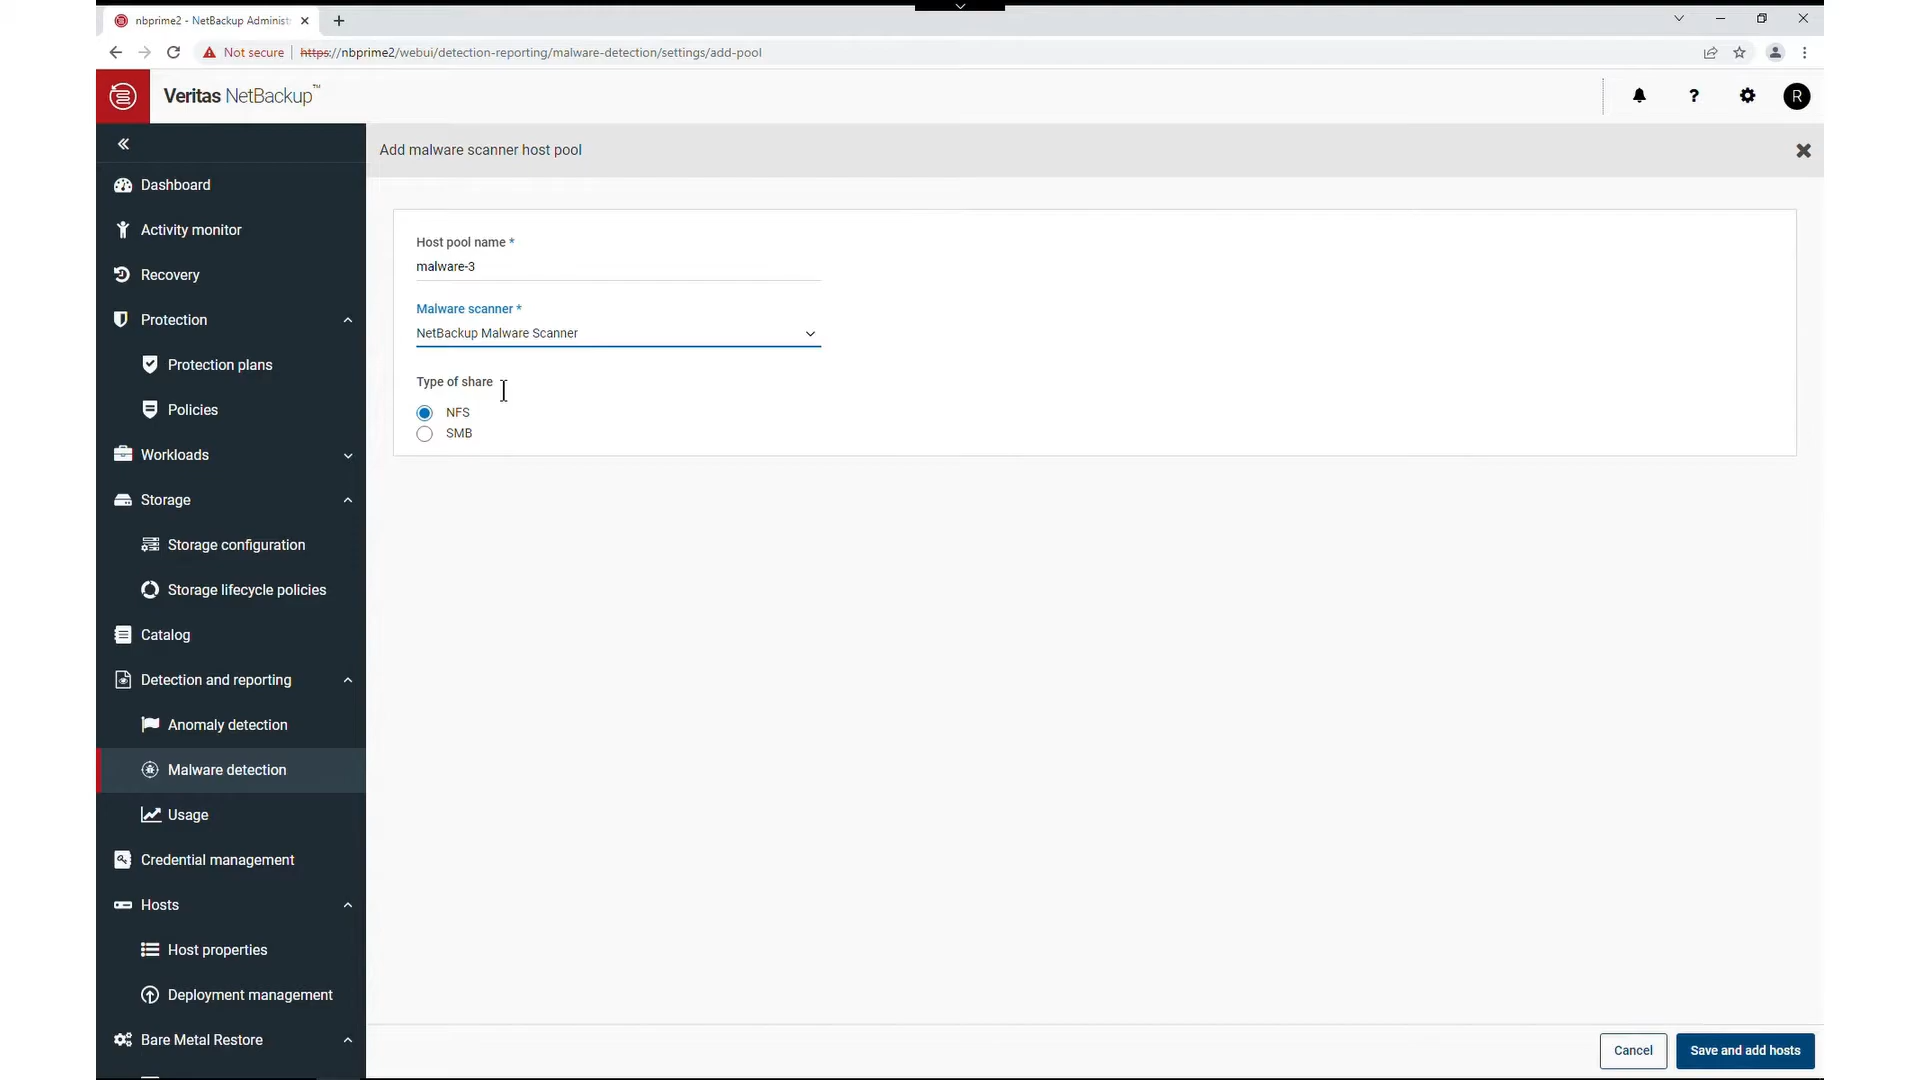 nbprime2 - NetBackup Administ
Not secure
https://nbprime2/webui/detection-reporting/malware-detection/settings/add-pool
Veritas NetBackup™
?
R
Add malware scanner host pool
Dashboard
Activity monitor
Recovery
Protection
Protection plans
Policies
Workloads
Storage
Storage configuration
Storage lifecycle policies
Catalog
Detection and reporting
Anomaly detection
Malware detection
Usage
Credential management
Hosts
Host properties
Deployment management
Bare Metal Restore
Host pool name *
malware-3
Malware scanner *
NetBackup Malware Scanner
Type of share
NFS
SMB
Cancel
Save and add hosts